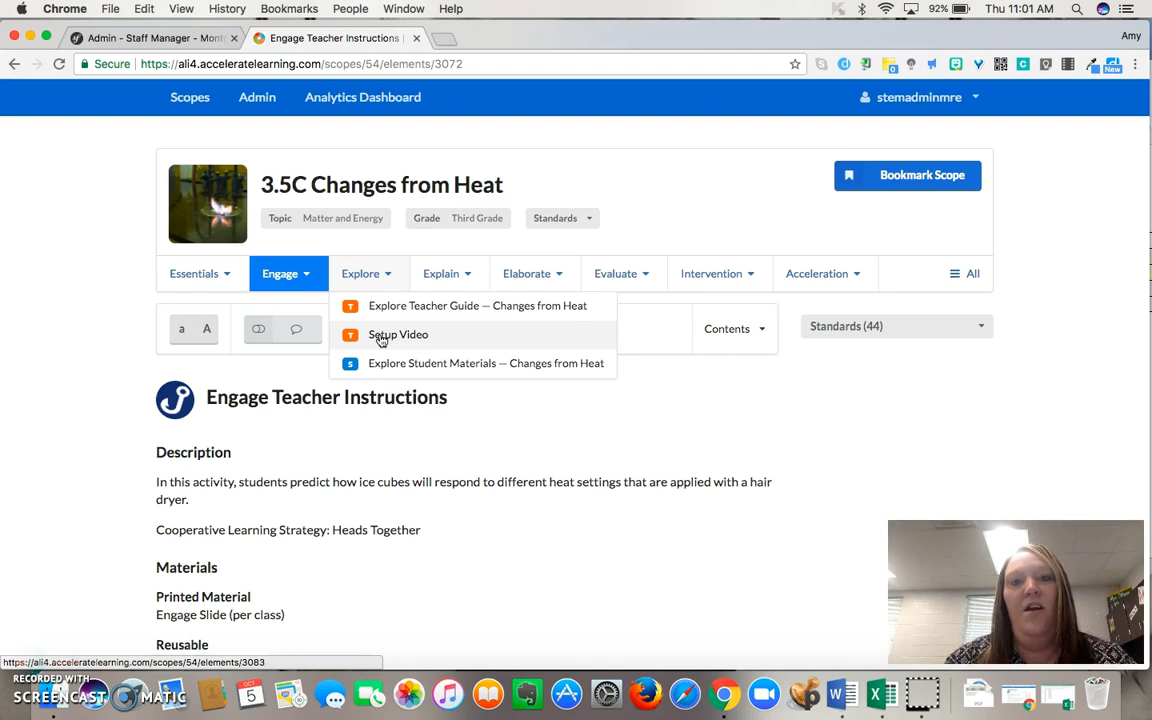 Chrome File Edit View History Bookmarks People Window Help 92% Thu 11:01 AM
Admin - Staff Manager - Mont Engage Teacher Instructions Amy
Secure https://ali4.acceleratelearning.com/scopes/54/elements/3072
New
Scopes Admin Analytics Dashboard stemadminmre
3.5C Changes from Heat Bookmark Scope
Topic Matter and Energy Grade Third Grade Standards
Essentials Engage Explore Explain Elaborate Evaluate Intervention Acceleration All
T Explore Teacher Guide — Changes from Heat
a A T Setup Video Contents Standards (44)
S Explore Student Materials — Changes from Heat
Engage Teacher Instructions
Description
In this activity, students predict how ice cubes will respond to different heat settings that are applied with a hair
dryer.
Cooperative Learning Strategy: Heads Together
Materials
Printed Material
Engage Slide (per class)
Reusable
https://ali4.acceleratelearning.com/scopes/54/elements/3083
RECORDED WITH
SCREENCAST MATIC
OCT
5